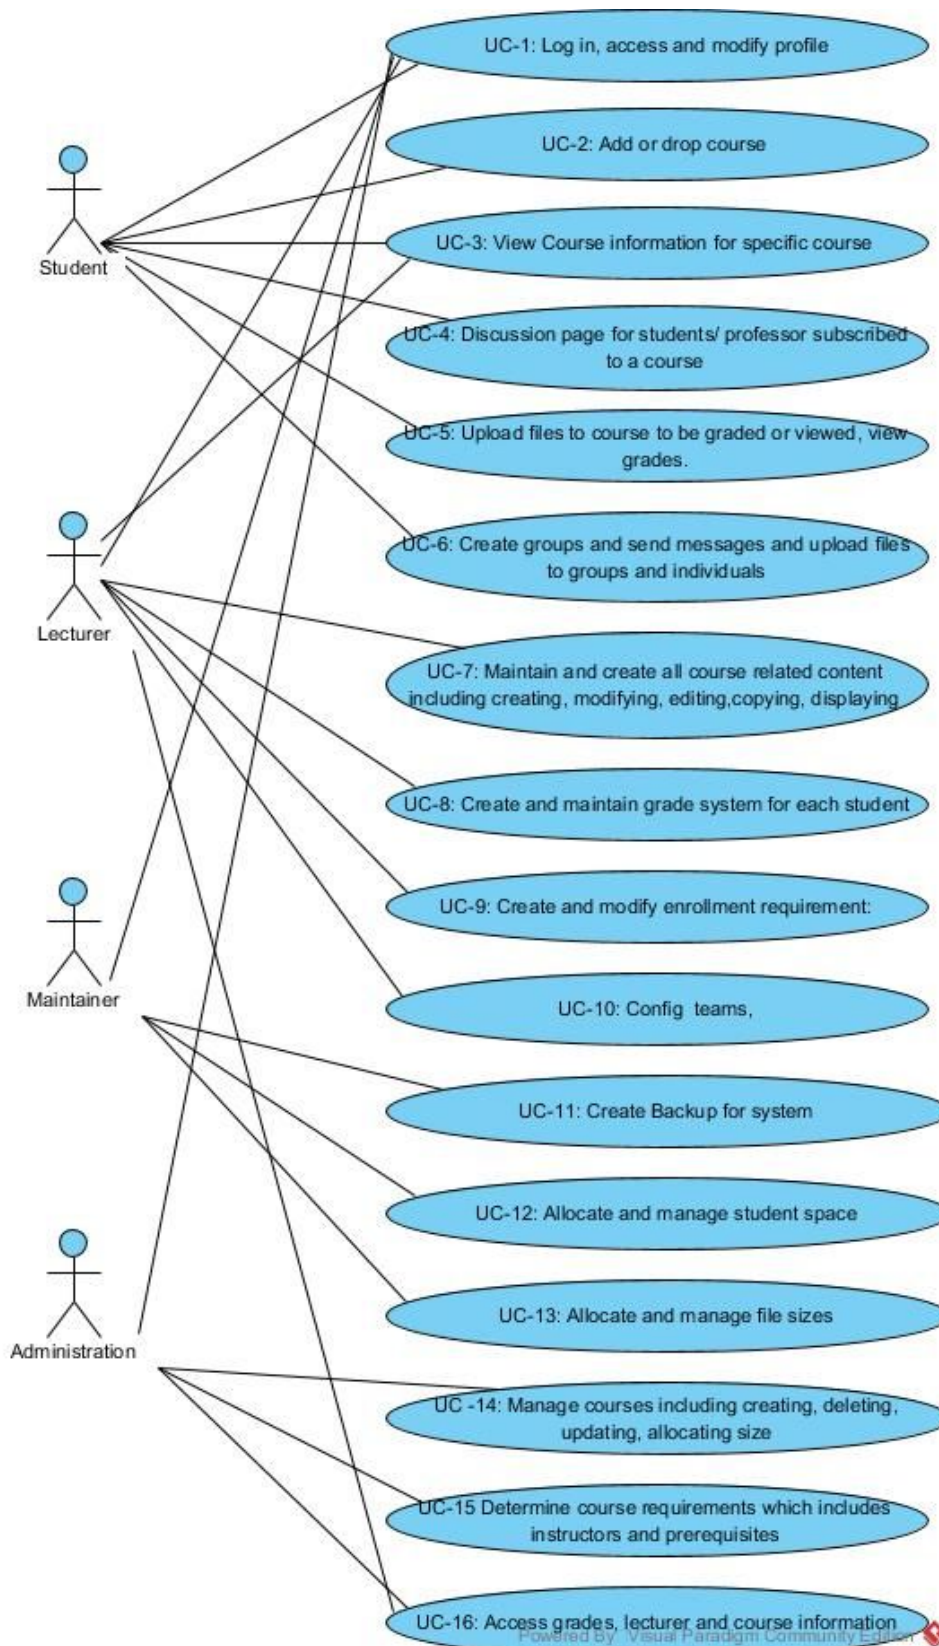 UC-1: Log in, access and modify profile
UC-2: Add or drop course
Student
UC-3: View Course information for specific course
UC-4: Discussion page for students/ professor subscribed
to a course
UC-5: Upload files to course to be graded or viewed, view
grades.
Lecturer
UC-6: Create groups and send messages and upload files
to groups and individuals
UC-7: Maintain and create all course related content
including creating, modifying, editing,copying, displaying
UC-8: Create and maintain grade system for each student
UC-9: Create and modify enrollment requirement:
Maintainer
UC-10: Config teams,
UC-11: Create Backup for system
UC-12: Allocate and manage student space
UC-13: Allocate and manage file sizes
Administration
UC -14: Manage courses including creating, deleting,
updating, allocating size
UC-15 Determine course requirements which includes
instructors and prerequisites
UC-16: Access grades, lecturer and course information
Powered By Visual Paradigm Community Edition